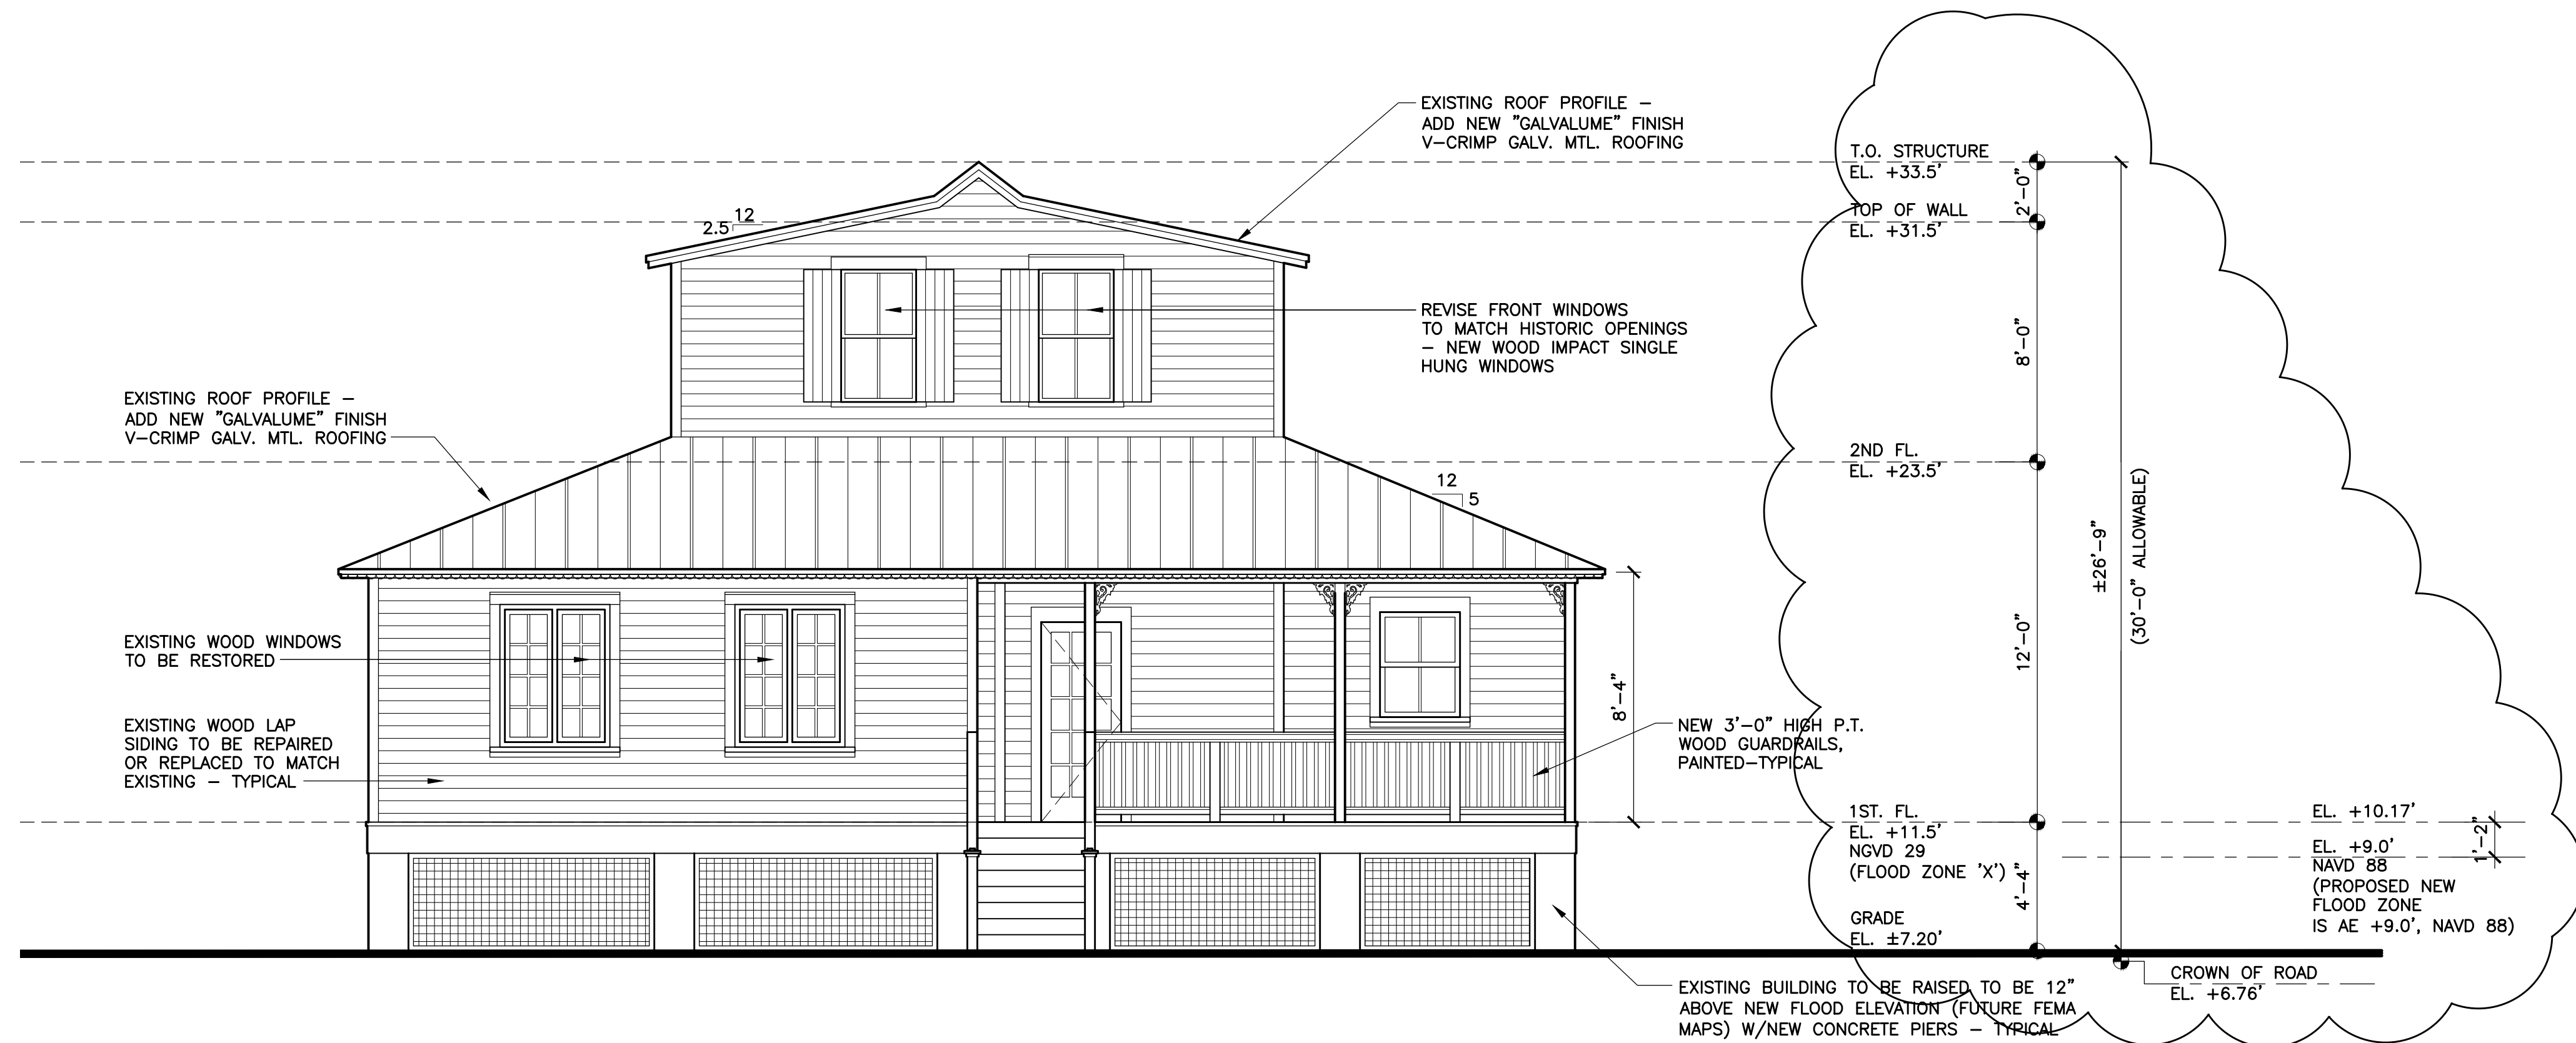 EXISTING ROOF PROFILE –
ADD NEW "GALVALUME" FINISH
V–CRIMP GALV. MTL. ROOFING
12
2.5
REVISE FRONT WINDOWS
TO MATCH HISTORIC OPENINGS
– NEW WOOD IMPACT SINGLE
HUNG WINDOWS
EXISTING ROOF PROFILE –
ADD NEW "GALVALUME" FINISH
V–CRIMP GALV. MTL. ROOFING
12
5
EXISTING WOOD WINDOWS
TO BE RESTORED
EXISTING WOOD LAP
SIDING TO BE REPAIRED
OR REPLACED TO MATCH
EXISTING – TYPICAL
8'–4"
NEW 3'–0" HIGH P.T.
WOOD GUARDRAILS,
PAINTED–TYPICAL
EXISTING BUILDING TO BE RAISED TO BE 12"
ABOVE NEW FLOOD ELEVATION (FUTURE FEMA
MAPS) W/NEW CONCRETE PIERS – TYPICAL
T.O. STRUCTURE
EL. +33.5'
2'–0"
TOP OF WALL
EL. +31.5'
8'–0"
2ND FL.
EL. +23.5'
12'–0"
±26'–9"
(30'–0" ALLOWABLE)
1ST. FL.
EL. +11.5'
NGVD 29
(FLOOD ZONE 'X')
4'–4"
GRADE
EL. ±7.20'
EL. +10.17'
1'–2"
EL. +9.0'
NAVD 88
(PROPOSED NEW
FLOOD ZONE
IS AE +9.0', NAVD 88)
CROWN OF ROAD
EL. +6.76'